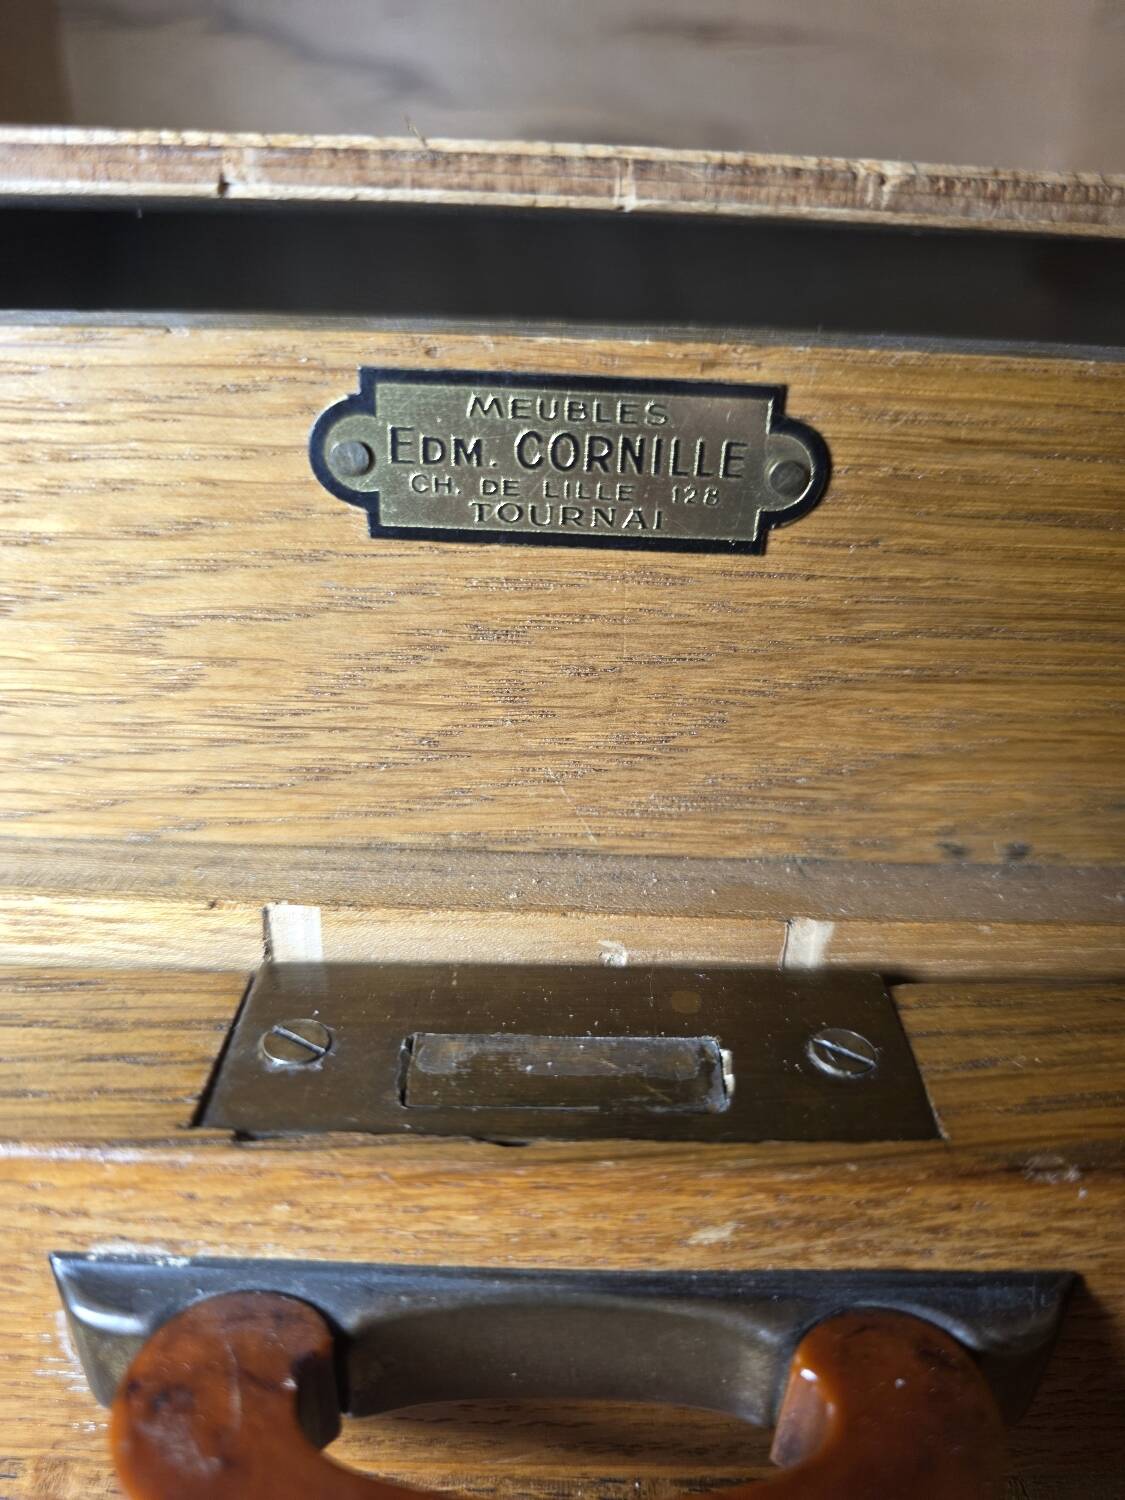 MEUBLES
EDM. CORNILLE
CH. DE LILLE 128
TOURNAI